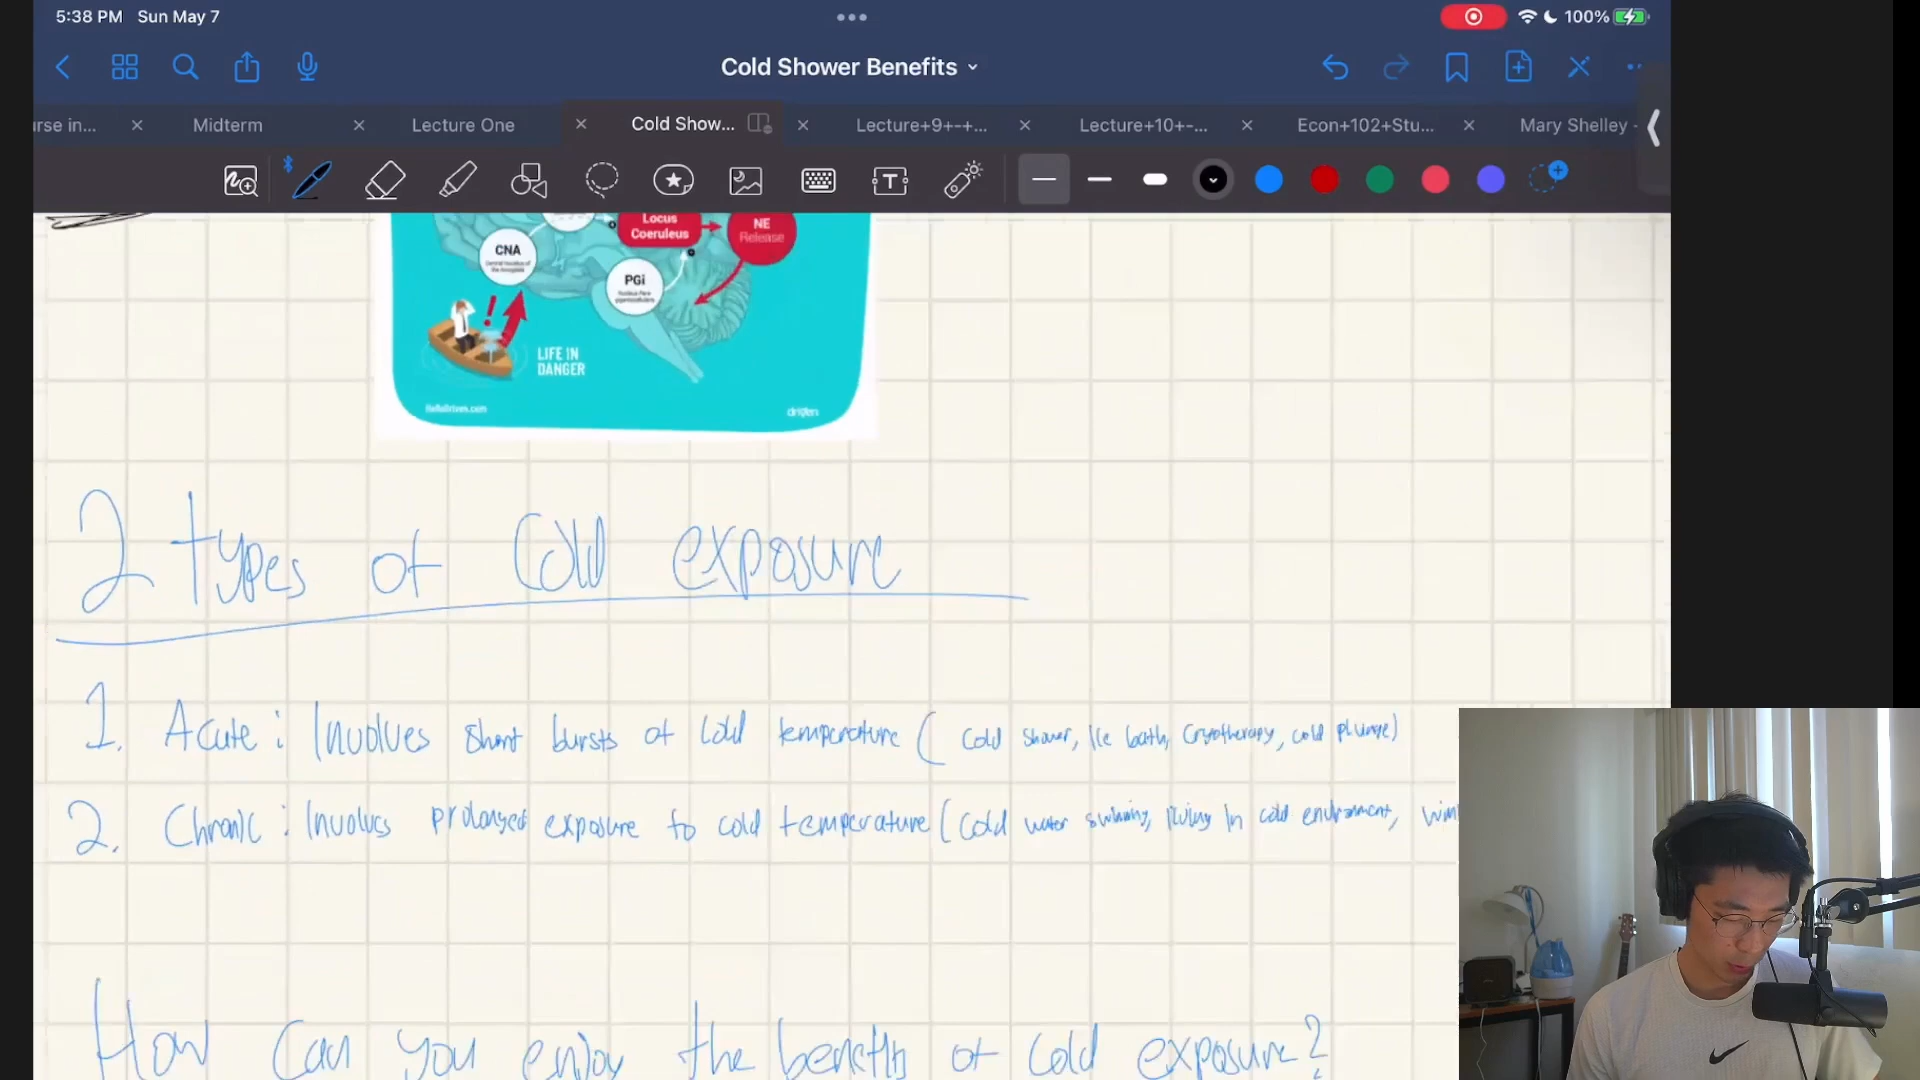 5:38 PM Sun May 7
100%
Cold Shower Benefits
urse in...
Midterm
Lecture One
Cold Show...
Lecture+9+-+...
Lecture+10+-...
Econ+102+Stu...
Mary Shelley -
Locus
Coeruleus
NE
Release
CNA
PGi
LIFE IN
DANGER
driven
2 types of Cold exposure
1. Acute: Involves short bursts of cold temperature (cold shower, Ice bath, Cryotherapy, cold plunge)
2. Chronic: Involves prolonged exposure to cold temperature (cold water swimming, living in cold environment,
How can you enjoy the benefits of cold exposure?